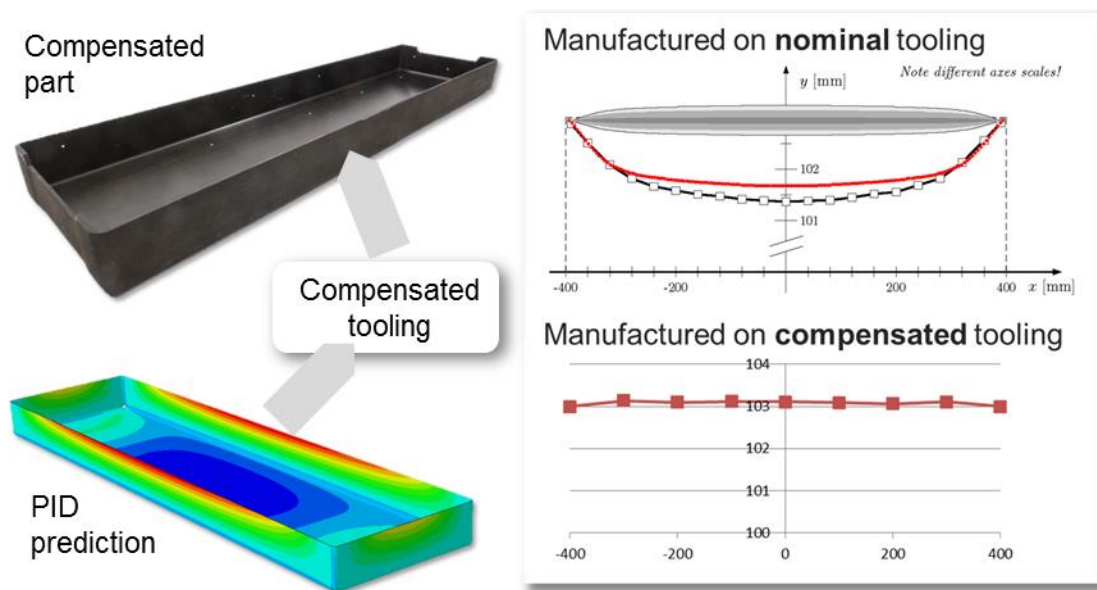 Compensated
part
Compensated
tooling
PID
prediction
Manufactured on nominal tooling
Note different axes scales!
y [mm]
102
101
-400
-200
200
400
x [mm]
Manufactured on compensated tooling
104
103
102
101
100
-400
-200
0
200
400